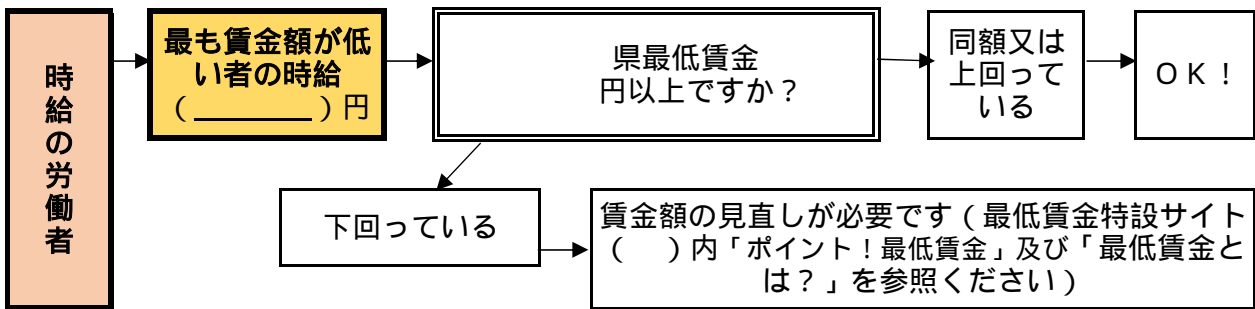 時給の労働者
最も賃金額が低
い者の時給
(＿＿＿＿)円
県最低賃金
円以上ですか？
同額又は
上回って
いる
ＯＫ！
下回っている
賃金額の見直しが必要です（最低賃金特設サイト
（　）内「ポイント！最低賃金」及び「最低賃金と
は？」を参照ください）